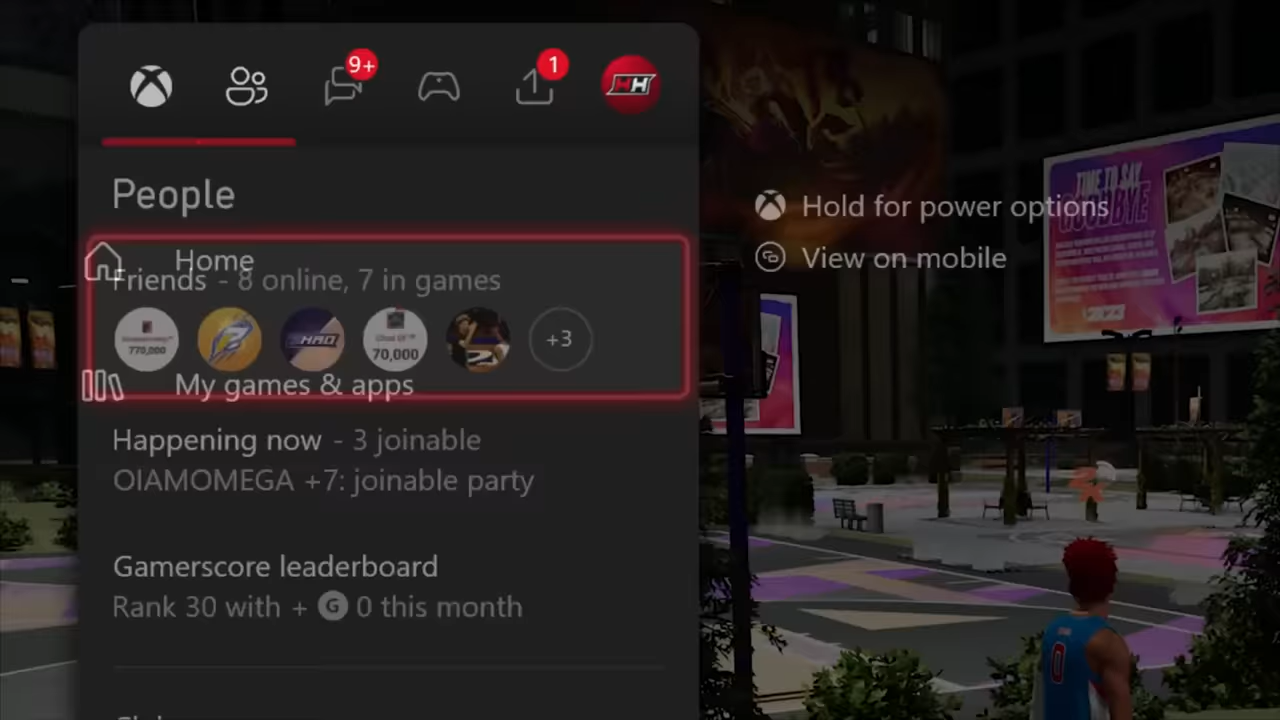 9+
1
HH
People
Home
Friends - 8 online, 7 in games
770,000
70,000
+3
My games & apps
Happening now - 3 joinable
OIAMOMEGA +7: joinable party
Gamerscore leaderboard
Rank 30 with + G 0 this month
Hold for power options
View on mobile
TIME TO SAY
GOODBYE
0